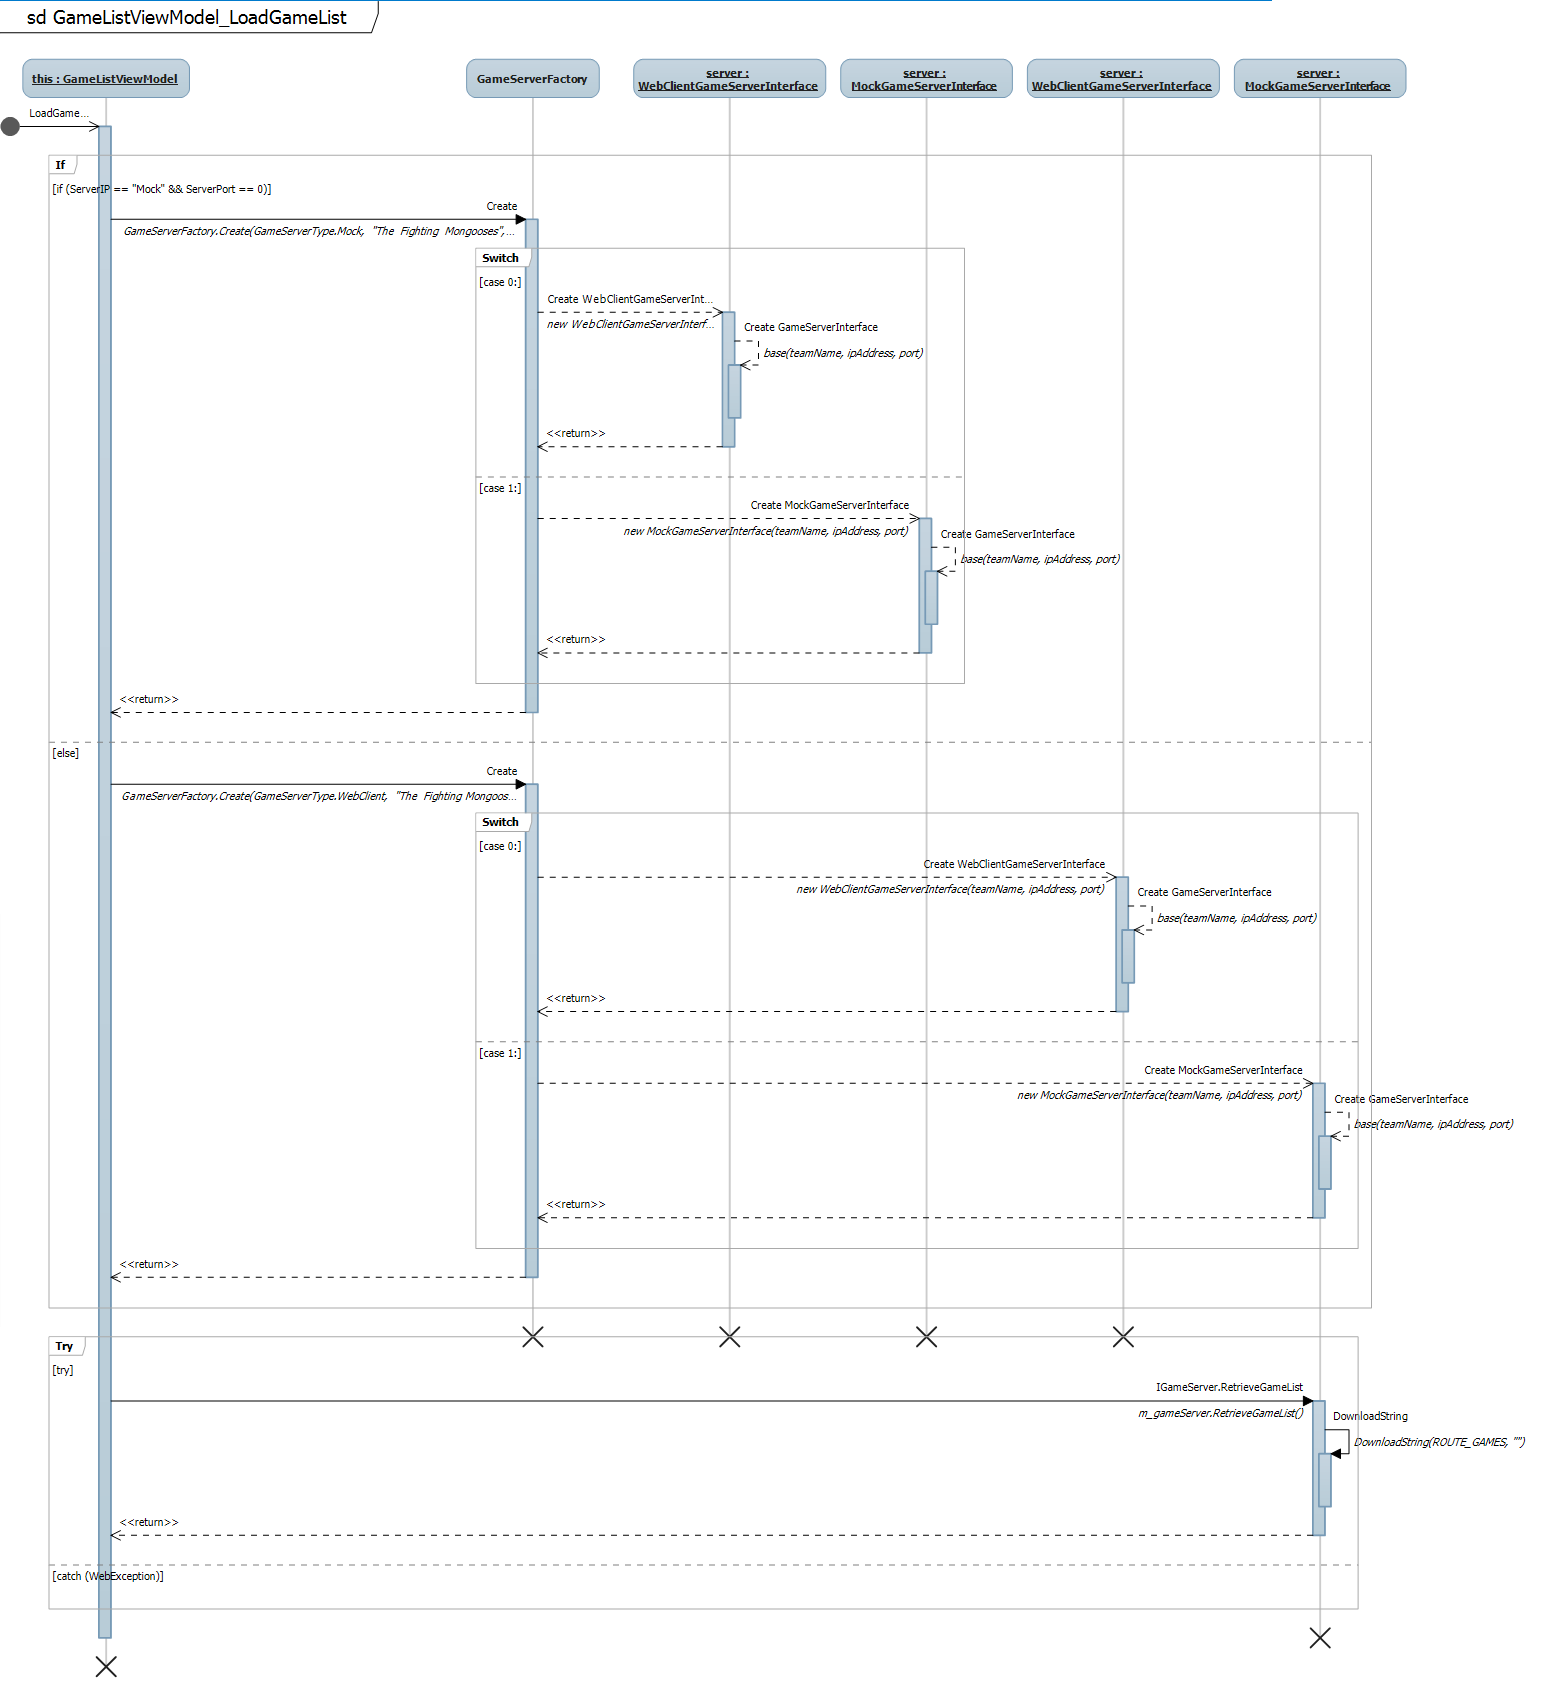 sd GameListViewModel_LoadGameList
this : GameListViewModel
GameServerFactory
server :
WebClientGameServerInterface
server :
MockGameServerInterface
server :
WebClientGameServerInterface
server :
MockGameServerInterface
LoadGame...
If
[if (ServerIP == "Mock" && ServerPort == 0)]
Create
GameServerFactory.Create(GameServerType.Mock, "The Fighting Mongooses",...
Switch
[case 0:]
Create WebClientGameServerInt...
new WebClientGameServerInterf...
Create GameServerInterface
base(teamName, ipAddress, port)
<<return>>
[case 1:]
Create MockGameServerInterface
new MockGameServerInterface(teamName, ipAddress, port)
Create GameServerInterface
base(teamName, ipAddress, port)
<<return>>
<<return>>
[else]
Create
GameServerFactory.Create(GameServerType.WebClient, "The Fighting Mongoos...
Switch
[case 0:]
Create WebClientGameServerInterface
new WebClientGameServerInterface(teamName, ipAddress, port)
Create GameServerInterface
base(teamName, ipAddress, port)
<<return>>
[case 1:]
Create MockGameServerInterface
new MockGameServerInterface(teamName, ipAddress, port)
Create GameServerInterface
base(teamName, ipAddress, port)
<<return>>
<<return>>
Try
[try]
IGameServer.RetrieveGameList
m_gameServer.RetrieveGameList()
DownloadString
DownloadString(ROUTE_GAMES, "")
<<return>>
[catch (WebException)]